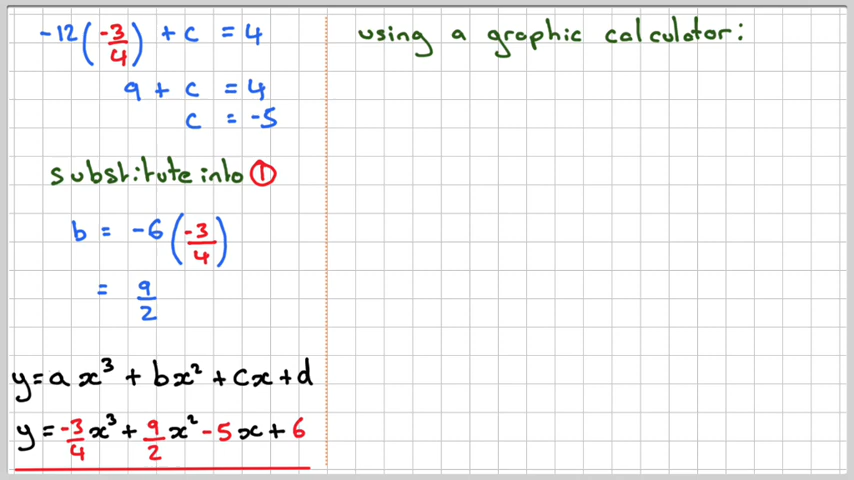 -12(-3/4) + c = 4
9 + c = 4
c = -5
substitute into ①
b = -6(-3/4)
= 9/2
y = ax³ + bx² + cx + d
y = -3/4x³ + 9/2x² - 5x + 6
using a graphic calculator: